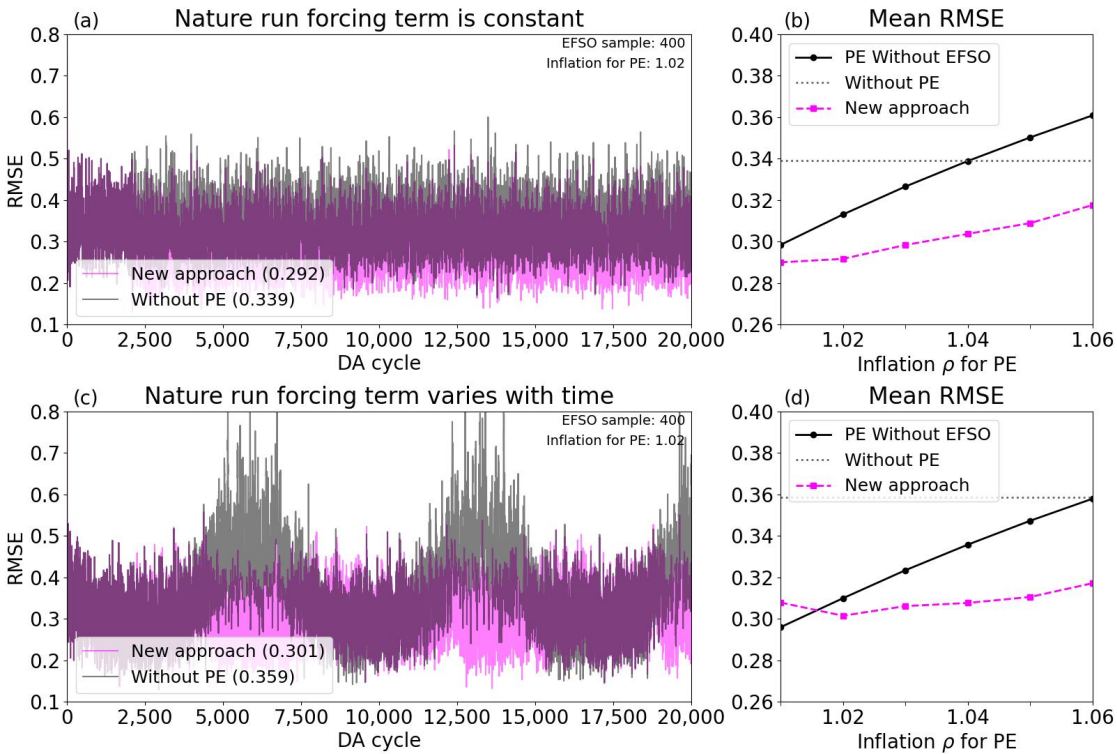 (a) Nature run forcing term is constant
EFSO sample: 400
Inflation for PE: 1.02
0.8
0.7
0.6
0.5
0.4
0.3
0.2
0.1
RMSE
New approach (0.292)
Without PE (0.339)
0 2,500 5,000 7,500 10,000 12,500 15,000 17,500 20,000
DA cycle
(b) Mean RMSE
0.40
0.38
0.36
0.34
0.32
0.30
0.28
0.26
PE Without EFSO
Without PE
New approach
1.02 1.04 1.06
Inflation ρ for PE
(c) Nature run forcing term varies with time
EFSO sample: 400
Inflation for PE: 1.02
0.8
0.7
0.6
0.5
0.4
0.3
0.2
0.1
RMSE
New approach (0.301)
Without PE (0.359)
0 2,500 5,000 7,500 10,000 12,500 15,000 17,500 20,000
DA cycle
(d) Mean RMSE
0.40
0.38
0.36
0.34
0.32
0.30
0.28
0.26
PE Without EFSO
Without PE
New approach
1.02 1.04 1.06
Inflation ρ for PE